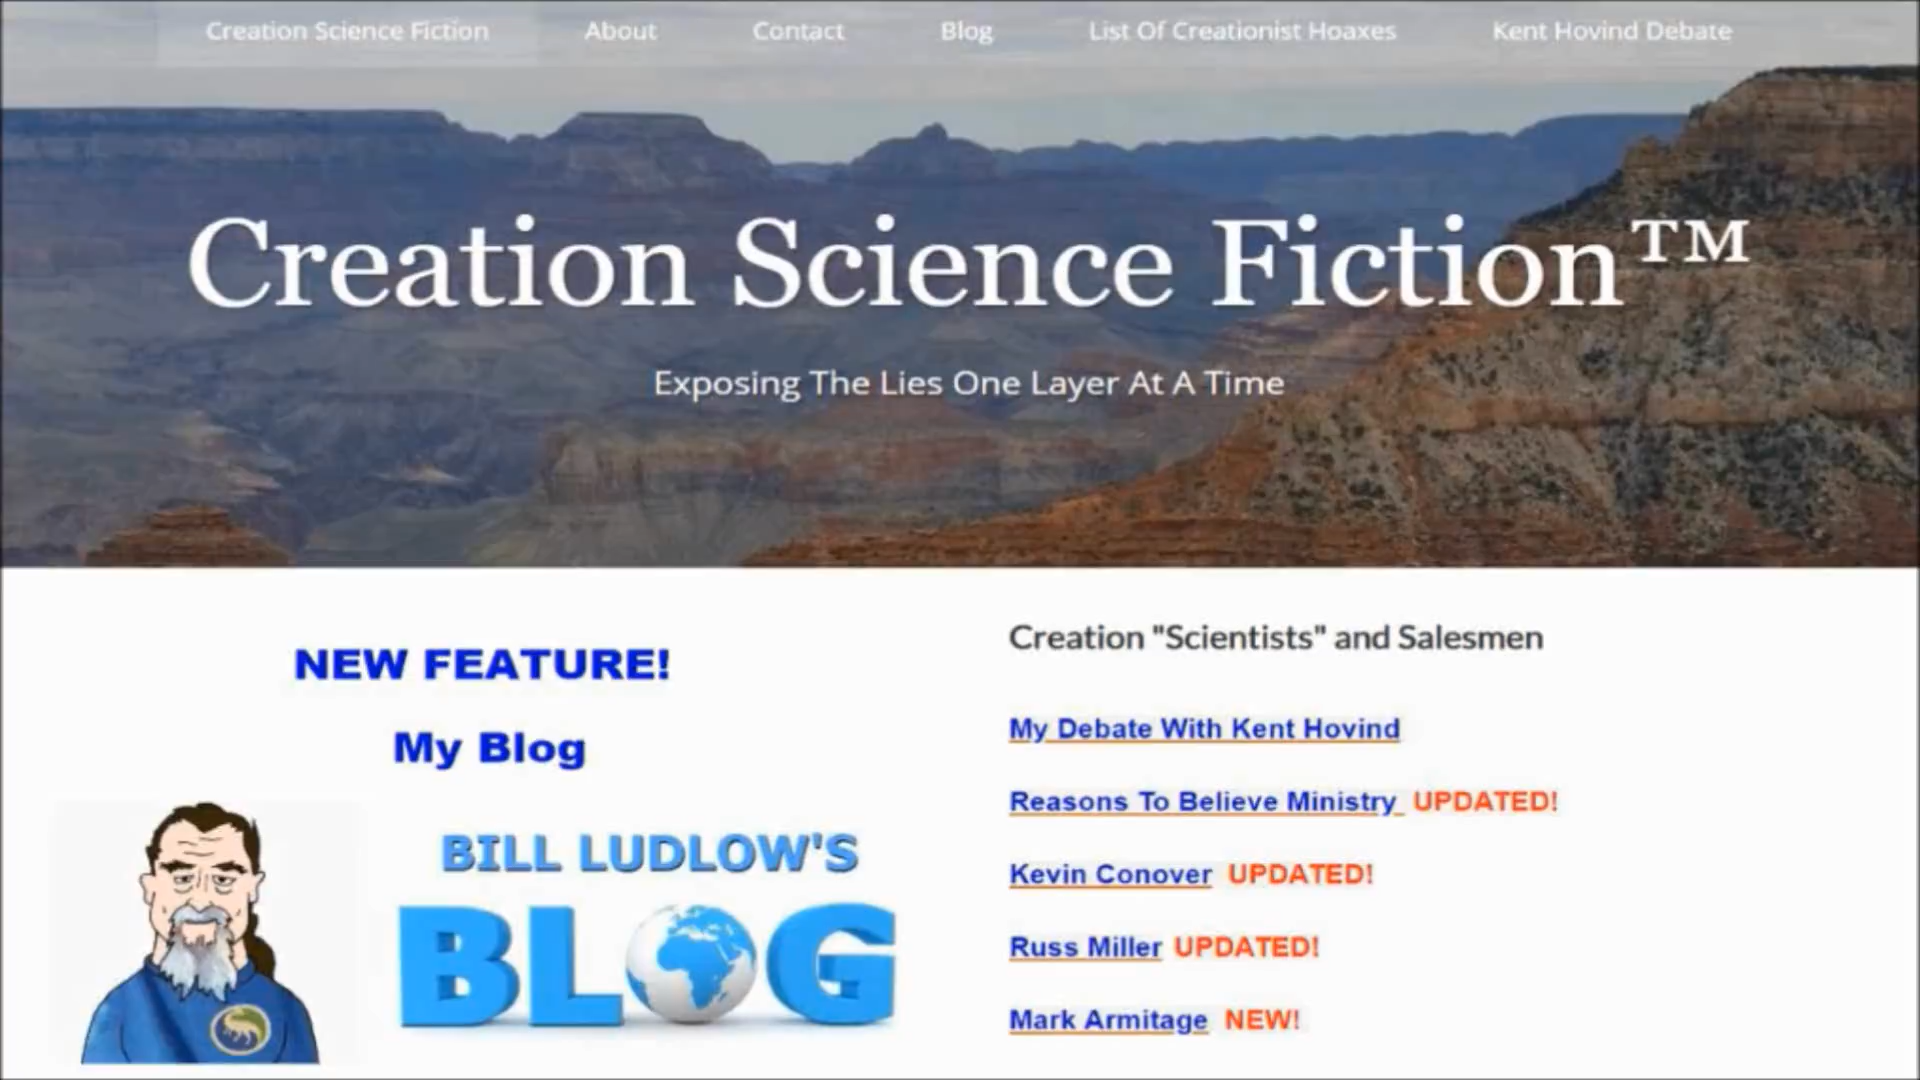 Creation Science Fiction
About
Contact
Blog
List Of Creationist Hoaxes
Kent Hovind Debate
Creation Science Fiction™
Exposing The Lies One Layer At A Time
NEW FEATURE!
My Blog
BILL LUDLOW'S
BLOG
Creation "Scientists" and Salesmen
My Debate With Kent Hovind
Reasons To Believe Ministry UPDATED!
Kevin Conover UPDATED!
Russ Miller UPDATED!
Mark Armitage NEW!